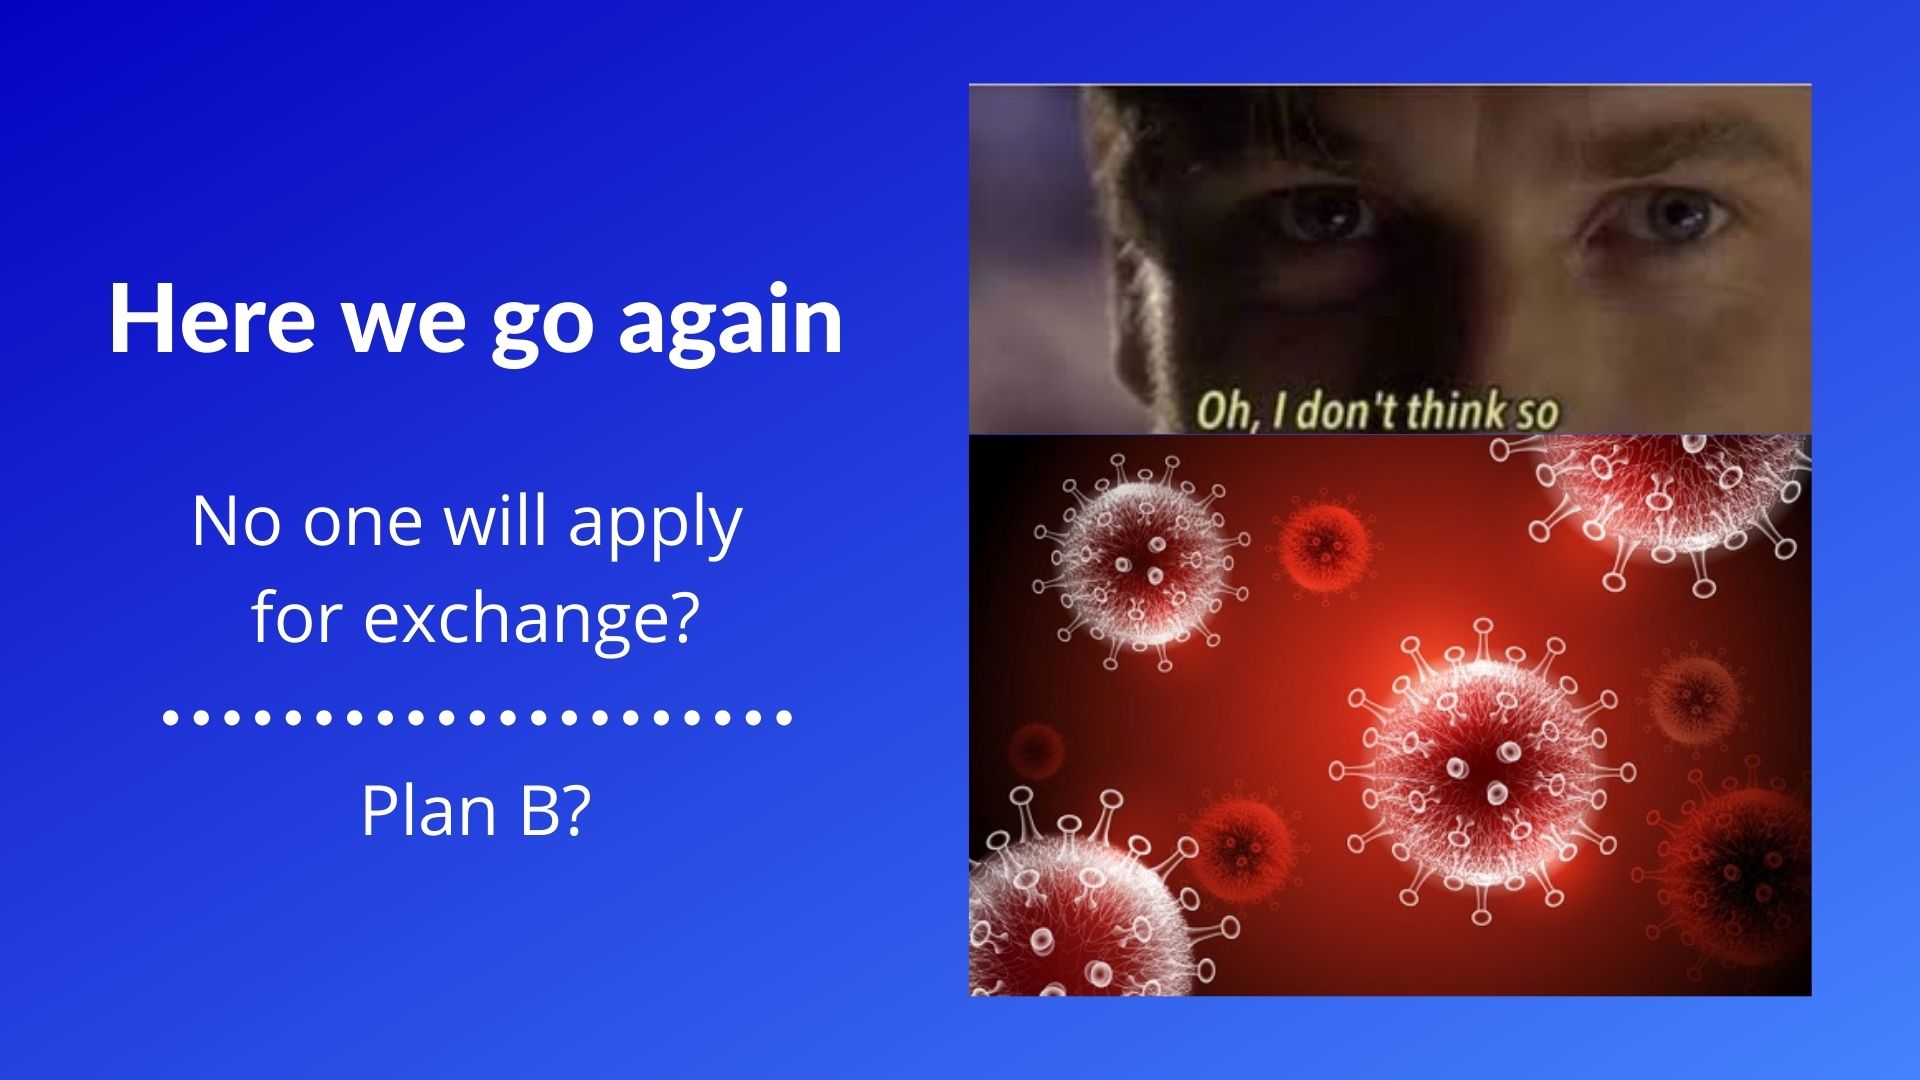 Here we go again
No one will apply
for exchange?
Plan B?
Oh, I don't think so